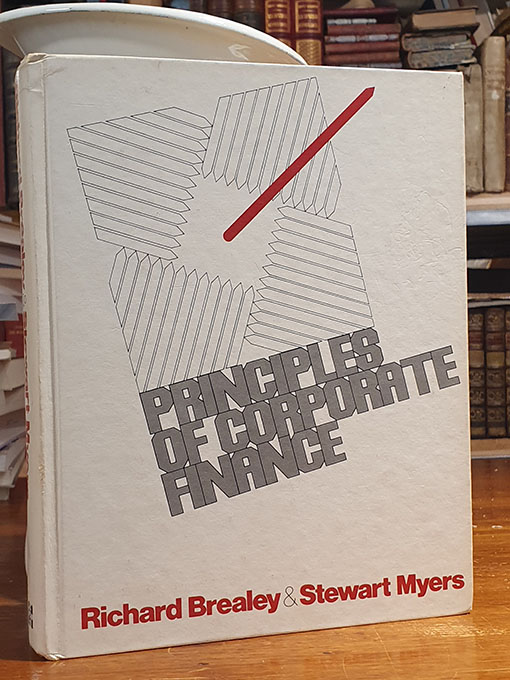 PRINCIPLES
OF CORPORATE
FINANCE
Richard Brealey & Stewart Myers